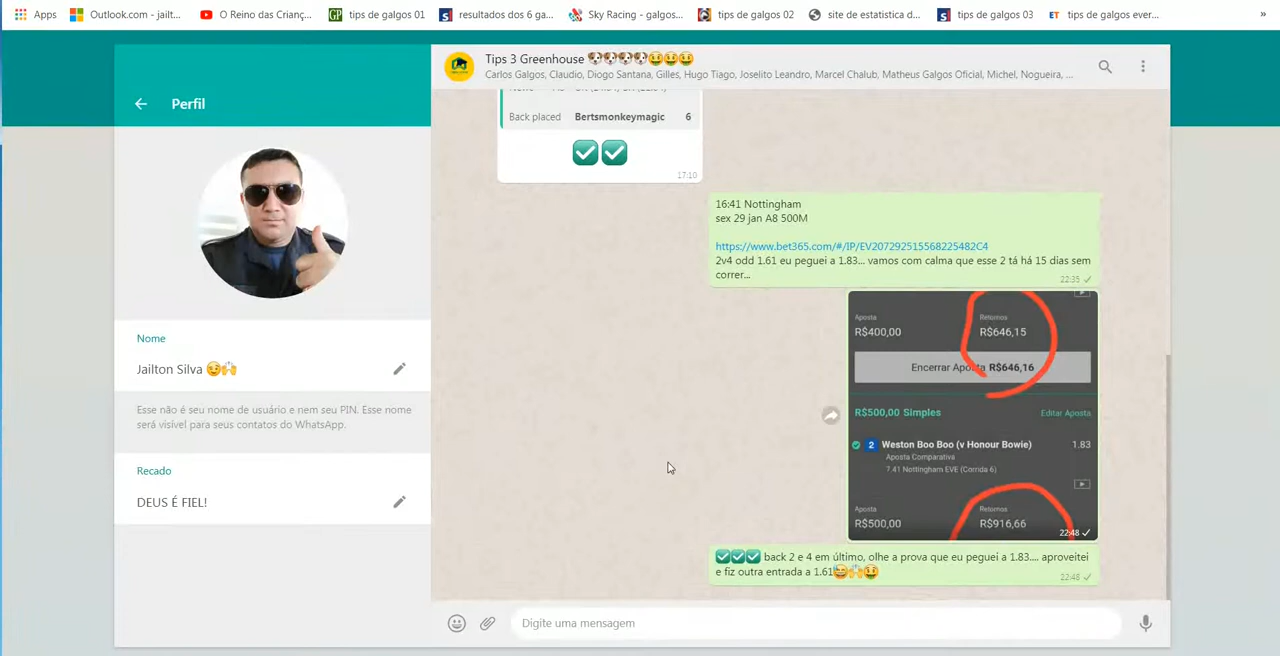 Apps Outlook.com - jailt... O Reino das Crianç... tips de galgos 01 resultados dos 6 ga... Sky Racing - galgos... tips de galgos 02 site de estatistica d... tips de galgos 03 ET tips de galgos ever... »
Perfil
Nome
Jailton Silva 😏🙌
Esse não é seu nome de usuário e nem seu PIN. Esse nome
será visível para seus contatos do WhatsApp.
Recado
DEUS É FIEL!
Tips 3 Greenhouse 🐶🐶🐶🐶🤑🤑🤑
Carlos Galgos, Claudio, Diogo Santana, Gilles, Hugo Tiago, Joselito Leandro, Marcel Chalub, Matheus Galgos Oficial, Michel, Nogueira, ...
Back placed Bertsmonkeymagic 6
✅✅
17:10
16:41 Nottingham
sex 29 jan A8 500M
https://www.bet365.com/#/IP/EV207292515568225482C4
2v4 odd 1.61 eu peguei a 1.83... vamos com calma que esse 2 tá há 15 dias sem
correr...
22:35
Aposta Retornos
R$400,00 R$646,15
Encerrar Aposta R$646,16
R$500,00 Simples Editar Aposta
2 Weston Boo Boo (v Honour Bowie) 1.83
Aposta Comparativa
7.41 Nottingham EVE (Corrida 6)
Aposta Retornos
R$500,00 R$916,66
22:48
✅✅✅ back 2 e 4 em último, olhe a prova que eu peguei a 1.83.... aproveitei
e fiz outra entrada a 1.61😅🙌🤑
22:48
Digite uma mensagem